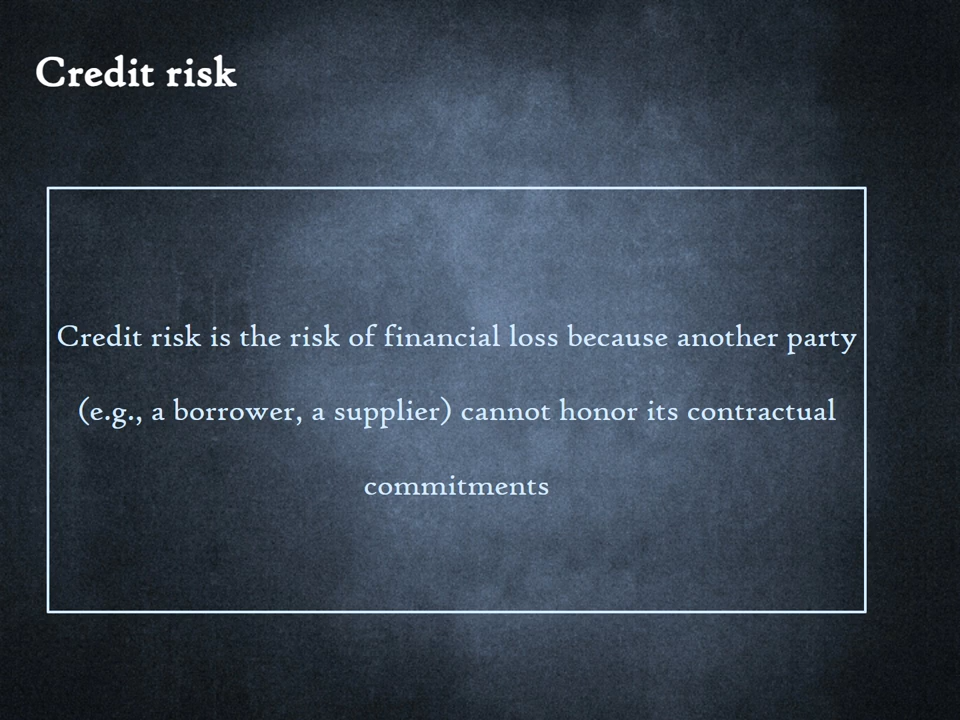 Credit risk
Credit risk is the risk of financial loss because another party
(e.g., a borrower, a supplier) cannot honor its contractual
commitments